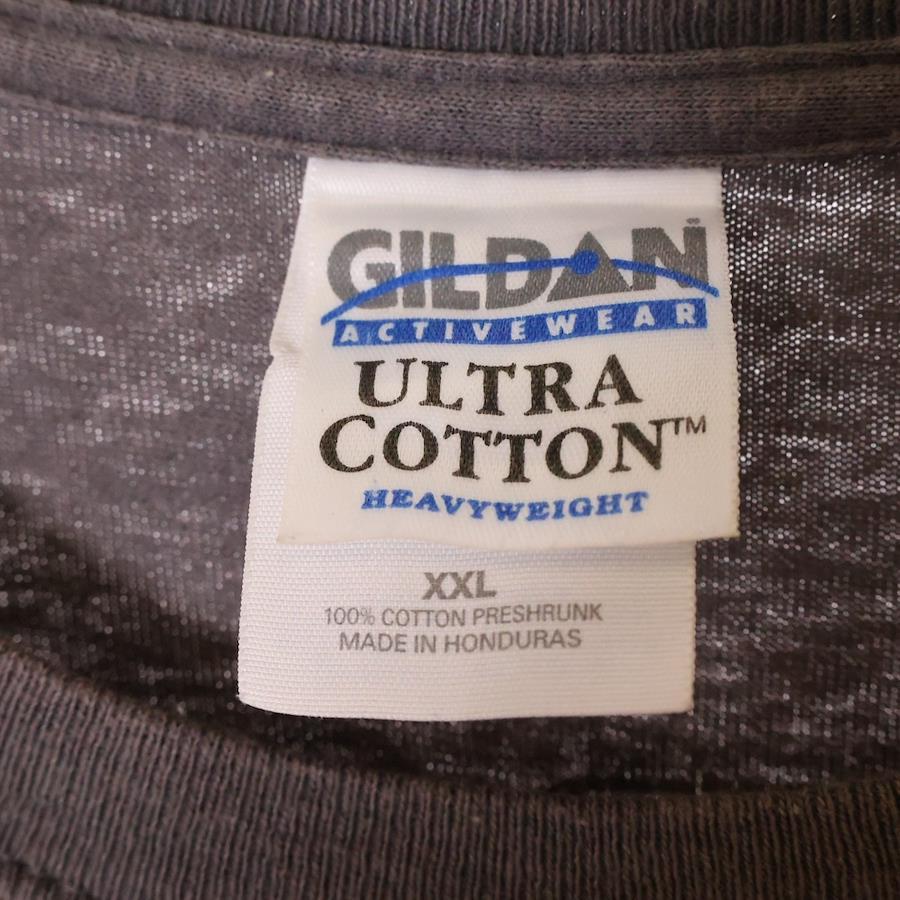 GILDAN
ACTIVEWEAR
ULTRA
COTTON™
HEAVYWEIGHT
XXL
100% COTTON PRESHRUNK
MADE IN HONDURAS